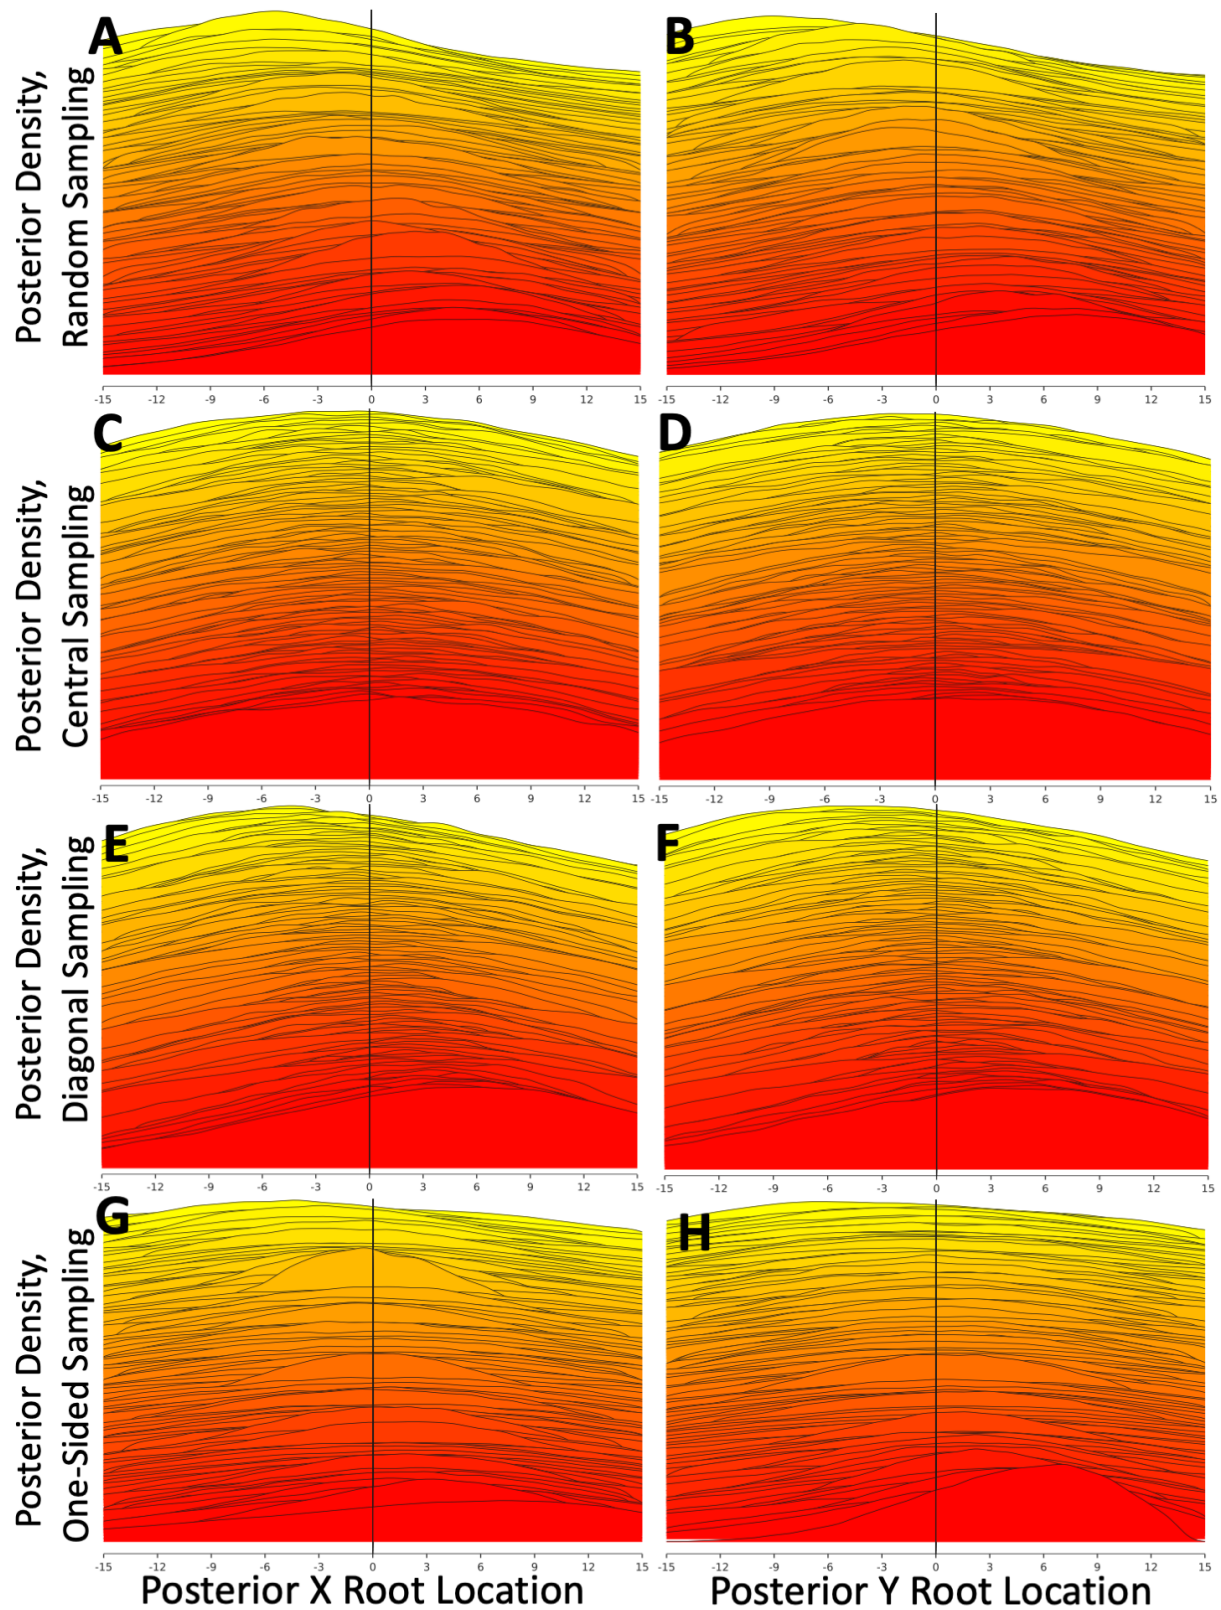 A
B
Posterior Density,
Random Sampling
-15 -12 -9 -6 -3 0 3 6 9 12 15
-15 -12 -9 -6 -3 0 3 6 9 12 15
C
D
Posterior Density,
Central Sampling
-15 -12 -9 -6 -3 0 3 6 9 12 15
-15 -12 -9 -6 -3 0 3 6 9 12 15
E
F
Posterior Density,
Diagonal Sampling
-15 -12 -9 -6 -3 0 3 6 9 12 15
-15 -12 -9 -6 -3 0 3 6 9 12 15
G
H
Posterior Density,
One-Sided Sampling
-15 -12 -9 -6 -3 0 3 6 9 12 15
-15 -12 -9 -6 -3 0 3 6 9 12 15
Posterior X Root Location
Posterior Y Root Location